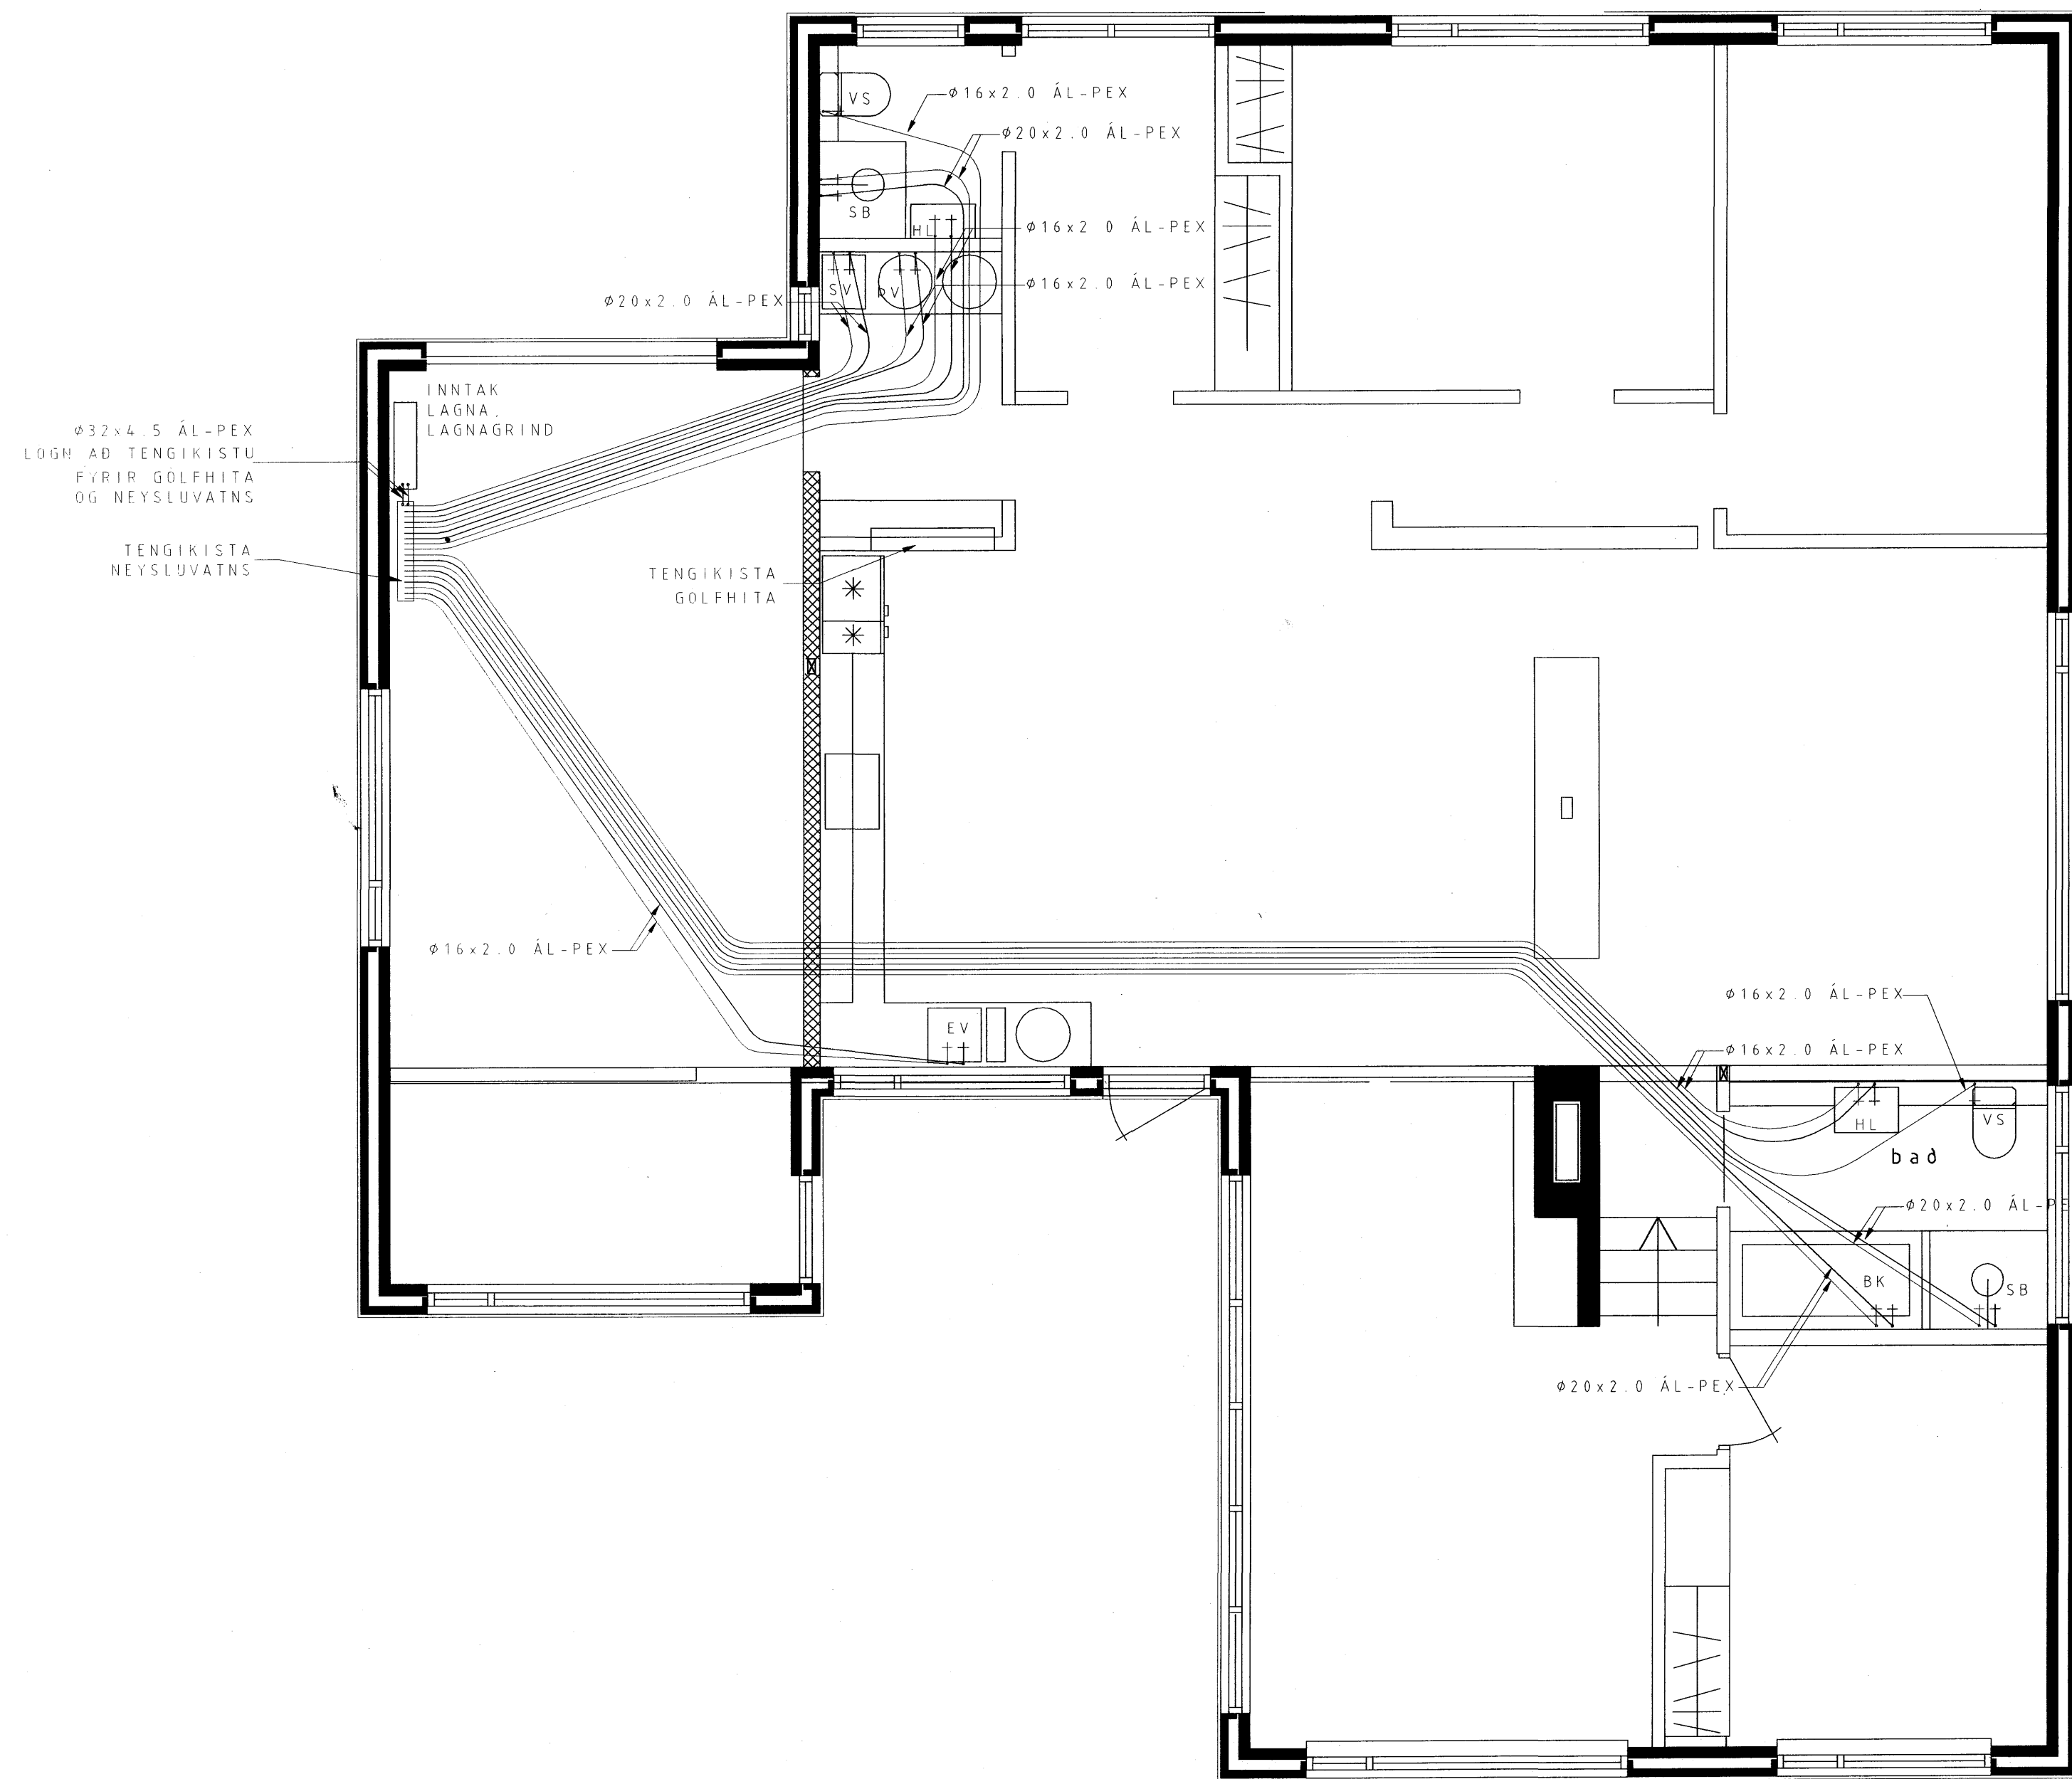 VS
ø16x2.0 ÁL-PEX
ø20x2.0 ÁL-PEX
SB
HL
ø16x2 0 ÁL-PEX
SV
ÞV
ø16x2.0 ÁL-PEX
ø20x2.0 ÁL-PEX
INNTAK
LAGNA,
LAGNAGRIND
ø32x4.5 ÁL-PEX
LÖGN AÐ TENGIKISTU
FYRIR GÓLFHITA
OG NEYSLUVATNS
TENGIKISTA
NEYSLUVATNS
TENGIKISTA
GÓLFHITA
ø16x2.0 ÁL-PEX
EV
ø16x2.0 ÁL-PEX
ø16x2.0 ÁL-PEX
HL
VS
bað
ø20x2.0 ÁL-PE
BK
SB
ø20x2.0 ÁL-PEX